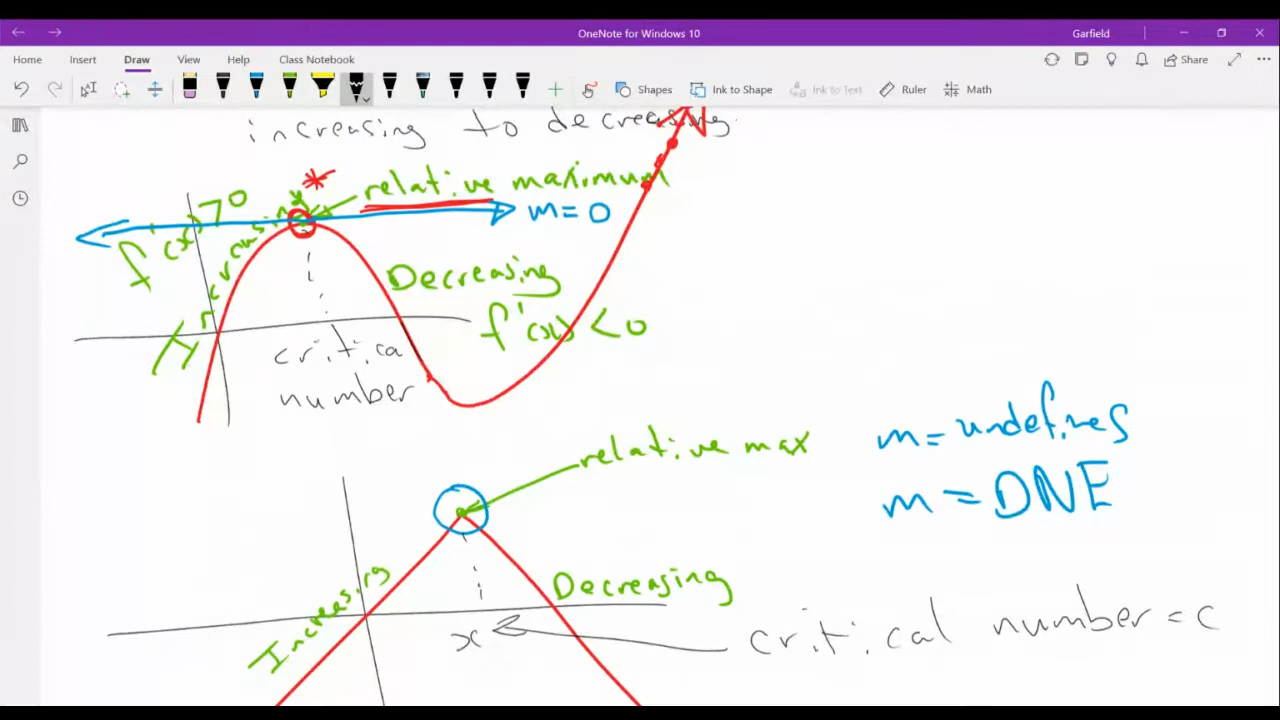 OneNote for Windows 10
Garfield
Home Insert Draw View Help Class Notebook
Share
Shapes Ink to Shape Ink to Text Ruler Math
increasing to decreasing.
relative maximum
m=0
f'(x)>0
Increasing
Decreasing
f'(x)<0
critica
number
relative max
m=undefines
m=DNE
Increasing
Decreasing
x
critical number=c